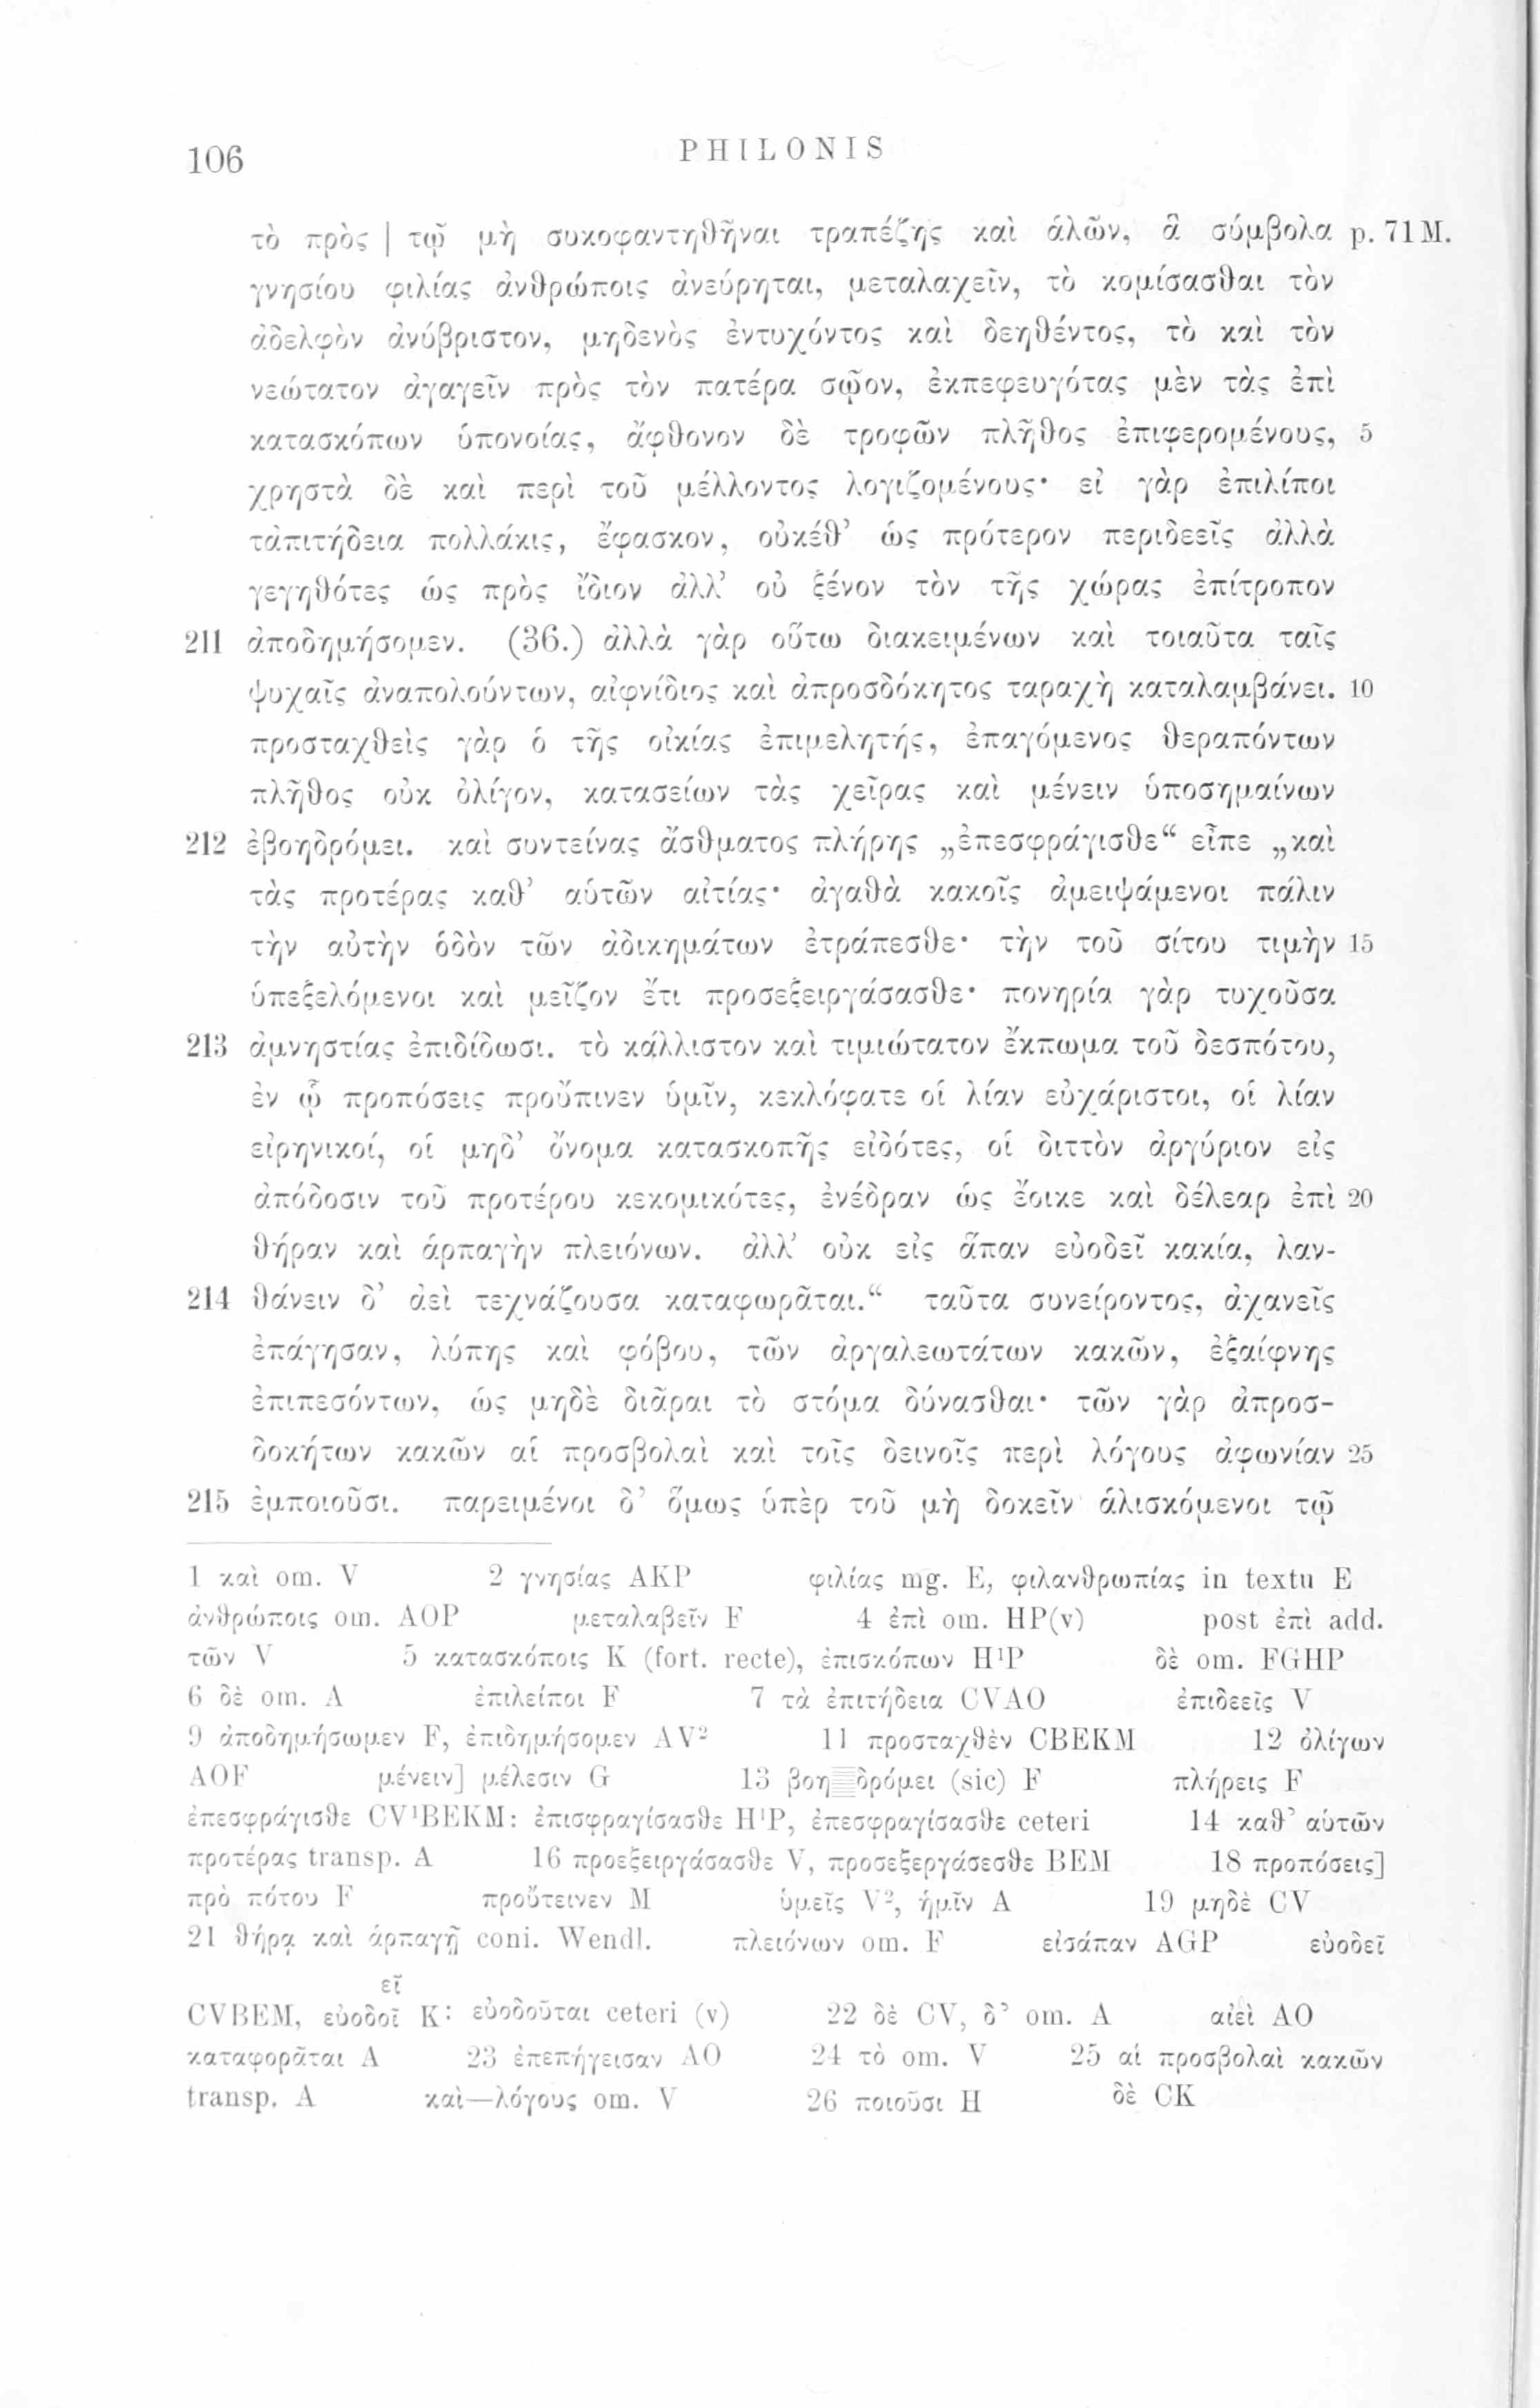 106
PHILONIS
τὸ πρὸς | τῷ μὴ συκοφαντηθῆναι τραπέζης καὶ ἁλῶν, ἃ σύμβολα p. 71 M.
γνησίου φιλίας ἀνθρώποις ἀνεύρηται, μεταλαχεῖν, τὸ κομίσασθαι τὸν
ἀδελφὸν ἀνύβριστον, μηδενὸς ἐντυχόντος καὶ δεηθέντος, τὸ καὶ τὸν
νεώτατον ἀγαγεῖν πρὸς τὸν πατέρα σῷον, ἐκπεφευγότας μὲν τὰς ἐπὶ
κατασκόπων ὑπονοίας, ἄφθονον δὲ τροφῶν πλῆθος ἐπιφερομένους, 5
χρηστὰ δὲ καὶ περὶ τοῦ μέλλοντος λογιζομένους· εἰ γὰρ ἐπιλίποι
τἀπιτήδεια πολλάκις, ἔφασκον, οὐκέθ’ ὡς πρότερον περιδεεῖς ἀλλὰ
γεγηθότες ὡς πρὸς ἴδιον ἀλλ’ οὐ ξένον τὸν τῆς χώρας ἐπίτροπον
211 ἀποδημήσομεν. (36.) ἀλλὰ γὰρ οὕτω διακειμένων καὶ τοιαῦτα ταῖς
ψυχαῖς ἀναπολούντων, αἰφνίδιος καὶ ἀπροσδόκητος ταραχὴ καταλαμβάνει. 10
προσταχθεὶς γὰρ ὁ τῆς οἰκίας ἐπιμελητής, ἐπαγόμενος θεραπόντων
πλῆθος οὐκ ὀλίγον, κατασείων τὰς χεῖρας καὶ μένειν ὑποσημαίνων
212 ἐβοηδρόμει. καὶ συντείνας ἄσθματος πλήρης „ἐπεσφράγισθε“ εἶπε „καὶ
τὰς προτέρας καθ’ αὑτῶν αἰτίας· ἀγαθὰ κακοῖς ἀμειψάμενοι πάλιν
τὴν αὐτὴν ὁδὸν τῶν ἀδικημάτων ἐτράπεσθε· τὴν τοῦ σίτου τιμὴν 15
ὑπεξελόμενοι καὶ μεῖζον ἔτι προσεξειργάσασθε· πονηρία γὰρ τυχοῦσα
213 ἀμνηστίας ἐπιδίδωσι. τὸ κάλλιστον καὶ τιμιώτατον ἔκπωμα τοῦ δεσπότου,
ἐν ᾧ προπόσεις προὔπινεν ὑμῖν, κεκλόφατε οἱ λίαν εὐχάριστοι, οἱ λίαν
εἰρηνικοί, οἱ μηδ’ ὄνομα κατασκοπῆς εἰδότες, οἱ διττὸν ἀργύριον εἰς
ἀπόδοσιν τοῦ προτέρου κεκομικότες, ἐνέδραν ὡς ἔοικε καὶ δέλεαρ ἐπὶ 20
θήραν καὶ ἁρπαγὴν πλειόνων. ἀλλ’ οὐκ εἰς ἅπαν εὐοδεῖ κακία, λαν-
214 θάνειν δ’ ἀεὶ τεχνάζουσα καταφωρᾶται.“ ταῦτα συνείροντος, ἀχανεῖς
ἐπάγησαν, λύπης καὶ φόβου, τῶν ἀργαλεωτάτων κακῶν, ἐξαίφνης
ἐπιπεσόντων, ὡς μηδὲ διᾶραι τὸ στόμα δύνασθαι· τῶν γὰρ ἀπροσ-
δοκήτων κακῶν αἱ προσβολαὶ καὶ τοῖς δεινοῖς περὶ λόγους ἀφωνίαν 25
215 ἐμποιοῦσι. παρειμένοι δ’ ὅμως ὑπὲρ τοῦ μὴ δοκεῖν ἁλισκόμενοι τῷ
1 καὶ om. V 2 γνησίας AKP φιλίας mg. E, φιλανθρωπίας in textu E
ἀνθρώποις om. AOP μεταλαβεῖν F 4 ἐπὶ om. HP(v) post ἐπὶ add.
τῶν V 5 κατασκόποις K (fort. recte), ἐπισκόπων H¹P δὲ om. FGHP
6 δὲ om. A ἐπιλείποι F 7 τὰ ἐπιτήδεια CVAO ἐπιδεεῖς V
9 ἀποδημήσωμεν F, ἐπιδημήσομεν AV² 11 προσταχθὲν CBEKM 12 ὀλίγων
AOF μένειν] μέλεσιν G 13 βοη δρόμει (sic) F πλήρεις F
ἐπεσφράγισθε CV¹BEKM: ἐπισφραγίσασθε H¹P, ἐπεσφραγίσασθε ceteri 14 καθ’ αὑτῶν
προτέρας transp. A 16 προεξειργάσασθε V, προσεξεργάσεσθε BEM 18 προπόσεις]
πρὸ πότου F προὔτεινεν M ὑμεῖς V², ἡμῖν A 19 μηδὲ CV
21 θήρᾳ καὶ ἁρπαγῇ coni. Wendl. πλειόνων om. F εἰσάπαν AGP εὐοδεῖ
εῖ
CVBEM, εὐοδοῖ K: εὐοδοῦται ceteri (v) 22 δὲ CV, δ’ om. A αἰεὶ AO
καταφορᾶται A 23 ἐπεπήγεισαν AO 24 τὸ om. V 25 αἱ προσβολαὶ κακῶν
transp. A καὶ—λόγους om. V 26 ποιοῦσι H δὲ CK